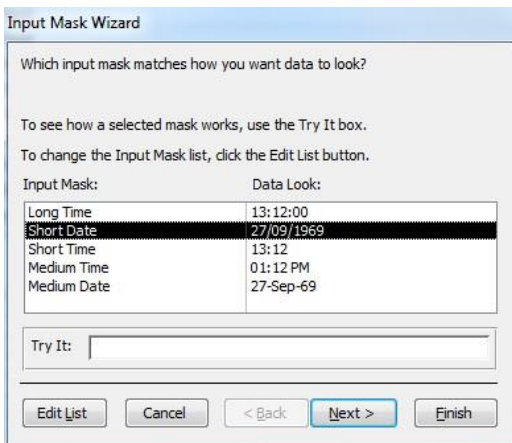 Input Mask Wizard
Which input mask matches how you want data to look?
To see how a selected mask works, use the Try It box.
To change the Input Mask list, click the Edit List button.
Input Mask: Data Look:
Long Time 13:12:00
Short Date 27/09/1969
Short Time 13:12
Medium Time 01:12 PM
Medium Date 27-Sep-69
Try It:
Edit List Cancel < Back Next > Finish